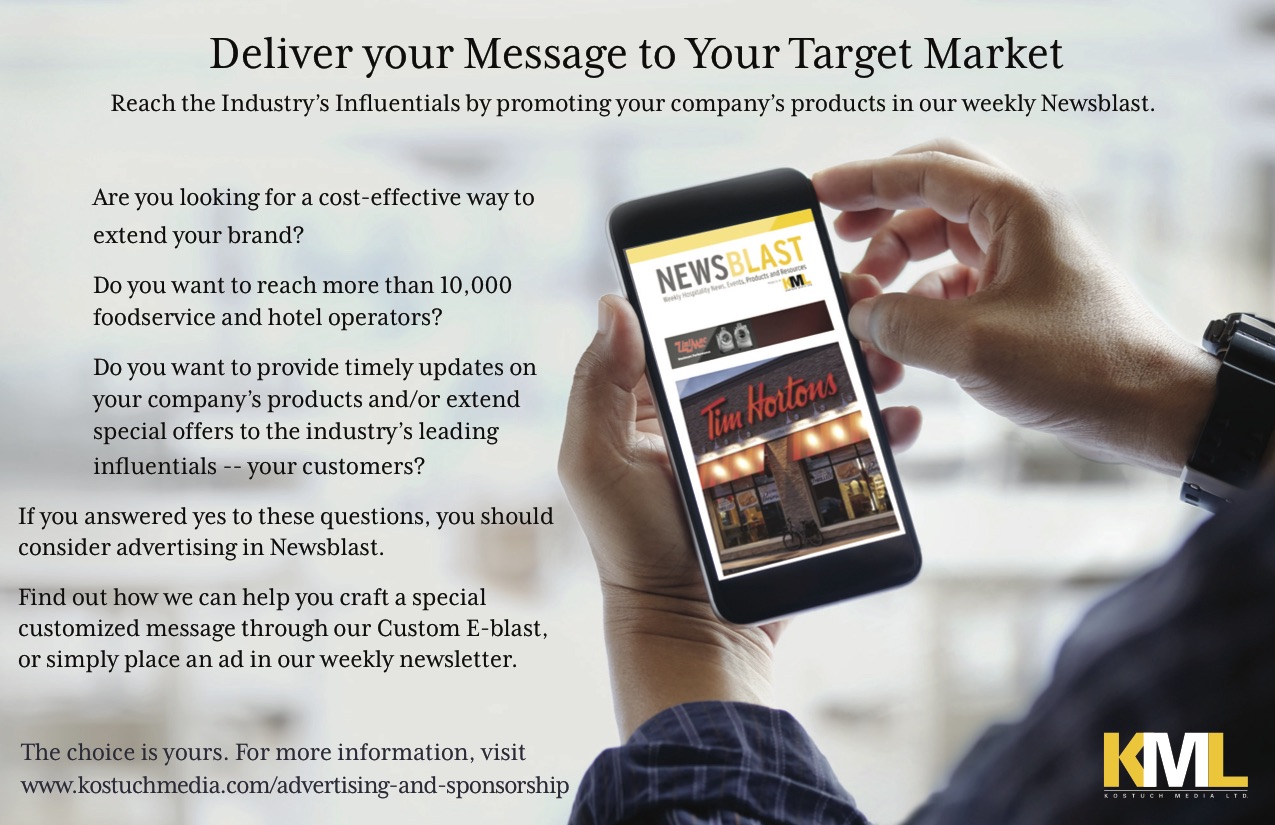 Deliver your Message to Your Target Market
Reach the Industry’s Influentials by promoting your company’s products in our weekly Newsblast.
Are you looking for a cost-effective way to
extend your brand?
Do you want to reach more than 10,000
foodservice and hotel operators?
Do you want to provide timely updates on
your company’s products and/or extend
special offers to the industry’s leading
influentials -- your customers?
If you answered yes to these questions, you should
consider advertising in Newsblast.
Find out how we can help you craft a special
customized message through our Custom E-blast,
or simply place an ad in our weekly newsletter.
The choice is yours. For more information, visit
www.kostuchmedia.com/advertising-and-sponsorship
NEWSBLAST
Weekly Hospitality News, Events, Products and Resources
KML
UniMac
Tim Hortons
KML
KOSTUCH MEDIA LTD.